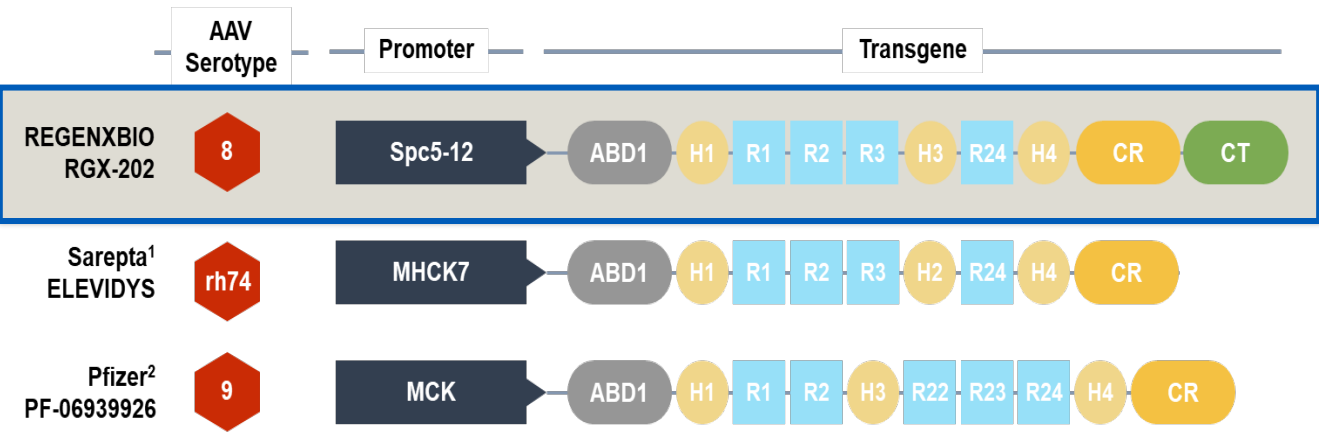 AAV
Serotype
Promoter
Transgene
REGENXBIO
RGX-202
8
Spc5-12
ABD1 H1 R1 R2 R3 H3 R24 H4 CR CT
Sarepta1
ELEVIDYS
rh74
MHCK7
ABD1 H1 R1 R2 R3 H2 R24 H4 CR
Pfizer2
PF-06939926
9
MCK
ABD1 H1 R1 R2 H3 R22 R23 R24 H4 CR